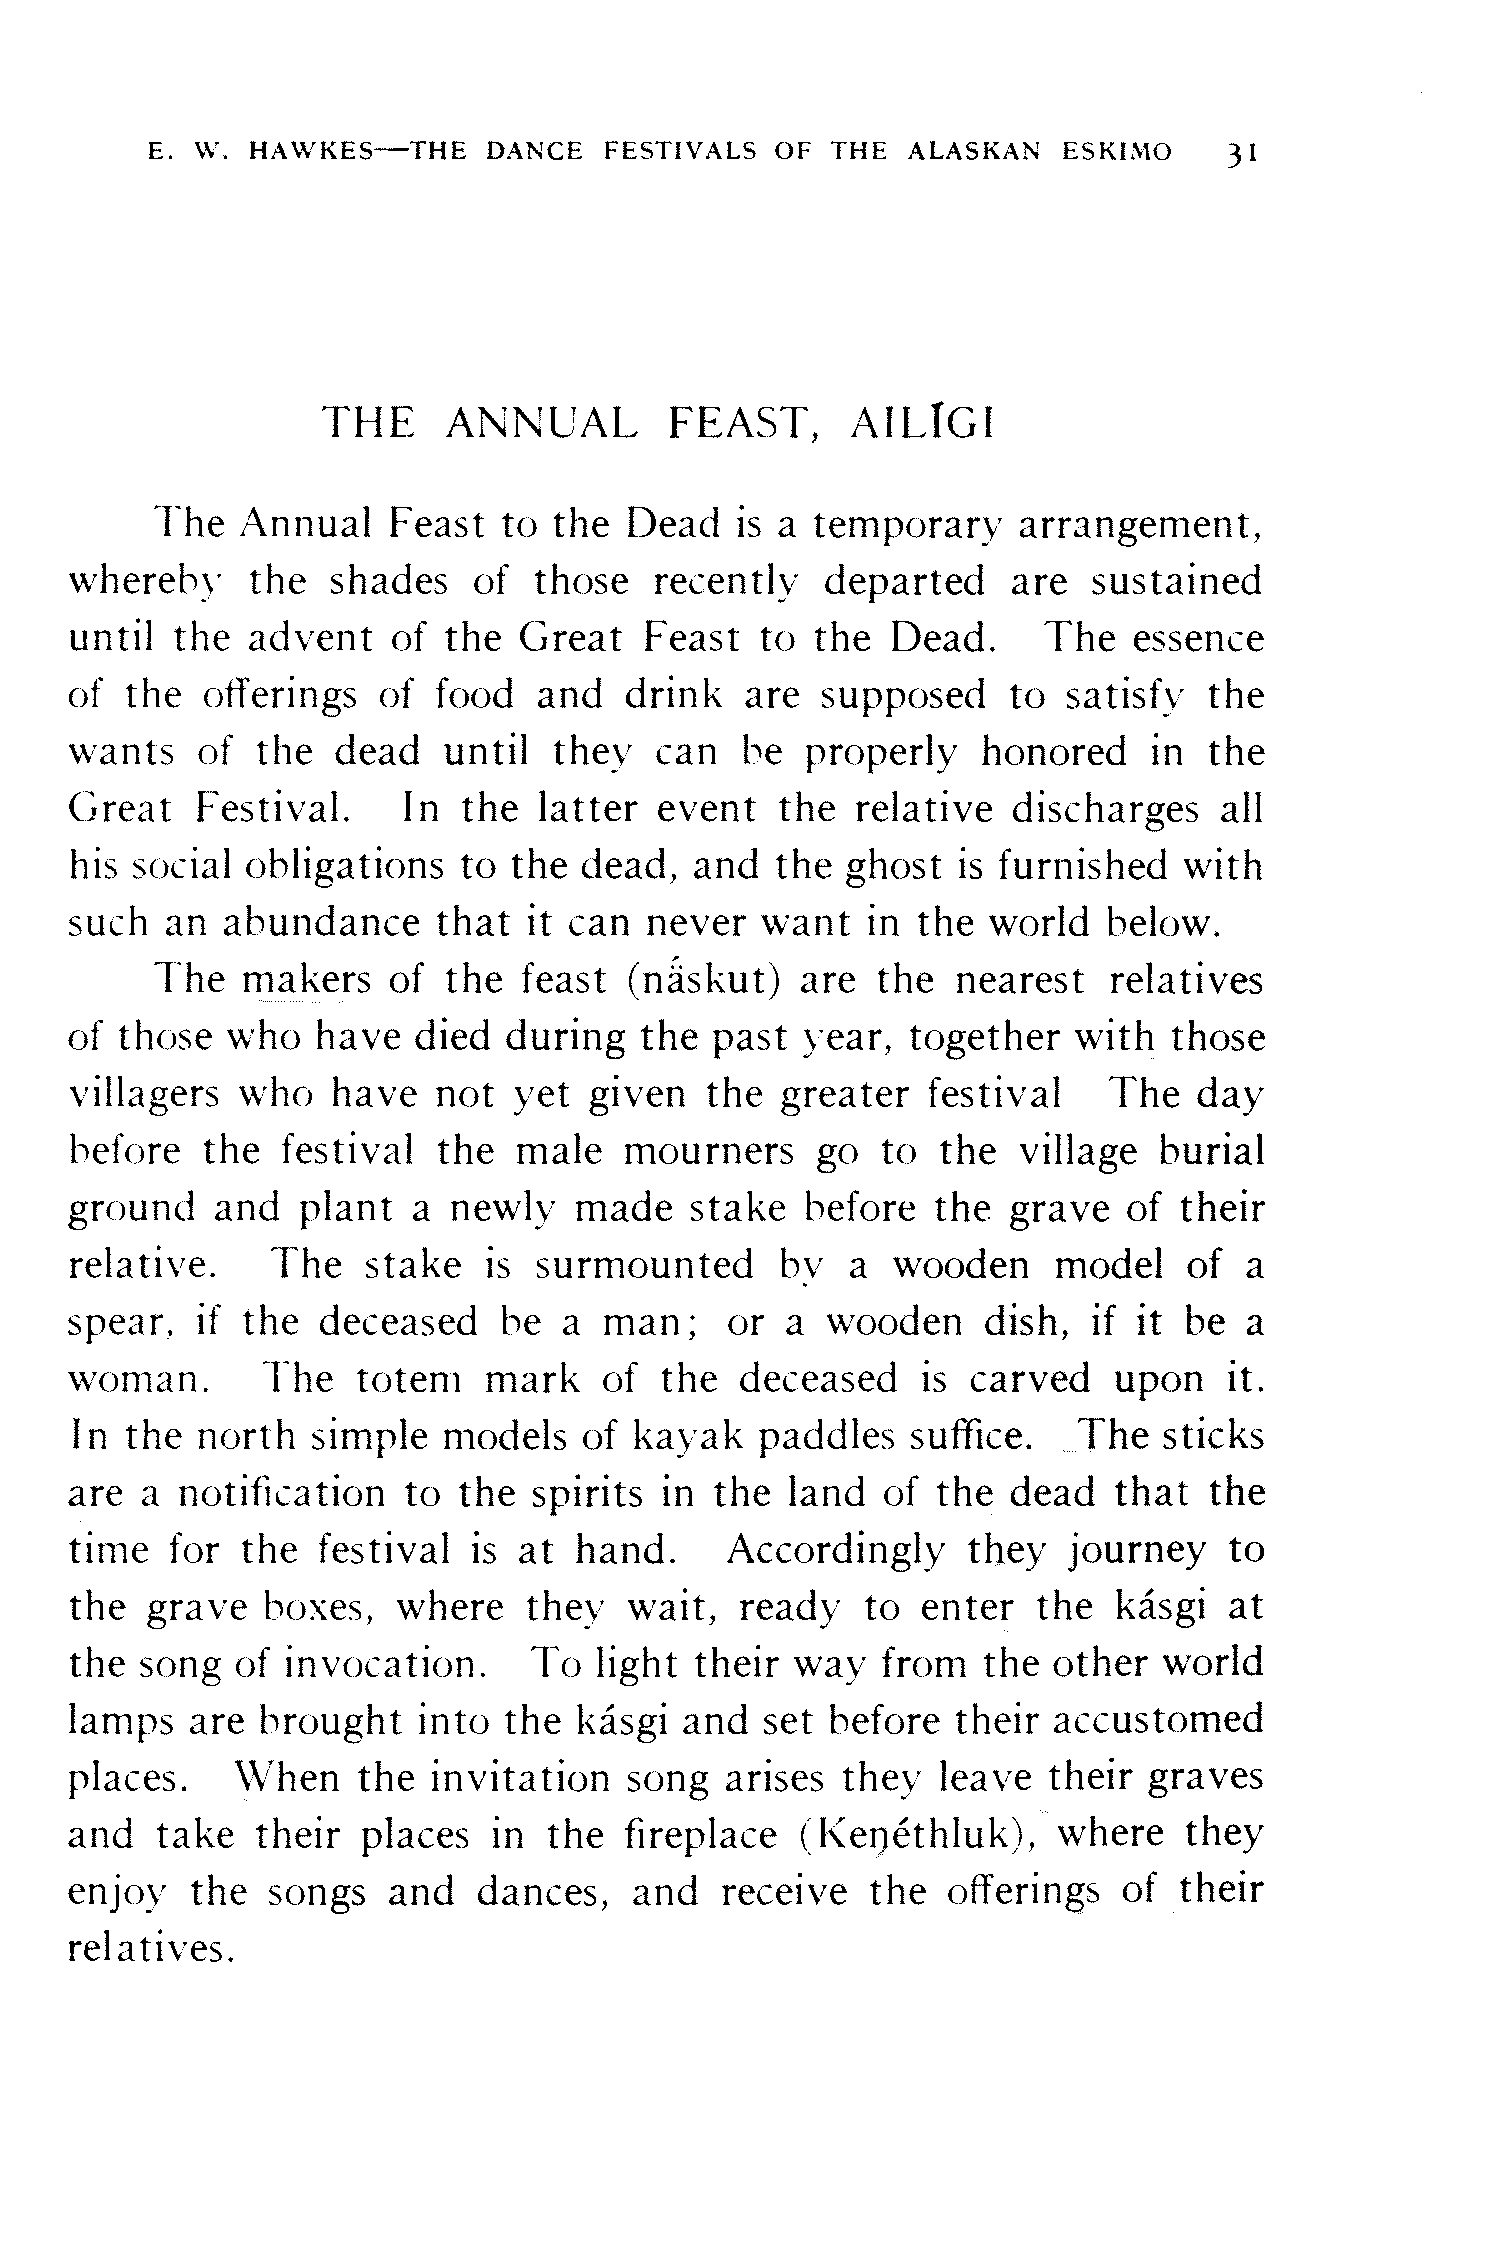 E. W. HAWKES—THE DANCE FESTIVALS OF THE ALASKAN ESKIMO 31
THE ANNUAL FEAST, AILĪGI
The Annual Feast to the Dead is a temporary arrangement,
whereby the shades of those recently departed are sustained
until the advent of the Great Feast to the Dead. The essence
of the offerings of food and drink are supposed to satisfy the
wants of the dead until they can be properly honored in the
Great Festival. In the latter event the relative discharges all
his social obligations to the dead, and the ghost is furnished with
such an abundance that it can never want in the world below.
The makers of the feast (nä́skut) are the nearest relatives
of those who have died during the past year, together with those
villagers who have not yet given the greater festival The day
before the festival the male mourners go to the village burial
ground and plant a newly made stake before the grave of their
relative. The stake is surmounted by a wooden model of a
spear, if the deceased be a man; or a wooden dish, if it be a
woman. The totem mark of the deceased is carved upon it.
In the north simple models of kayak paddles suffice. The sticks
are a notification to the spirits in the land of the dead that the
time for the festival is at hand. Accordingly they journey to
the grave boxes, where they wait, ready to enter the kásgi at
the song of invocation. To light their way from the other world
lamps are brought into the kásgi and set before their accustomed
places. When the invitation song arises they leave their graves
and take their places in the fireplace (Keŋéthluk), where they
enjoy the songs and dances, and receive the offerings of their
relatives.